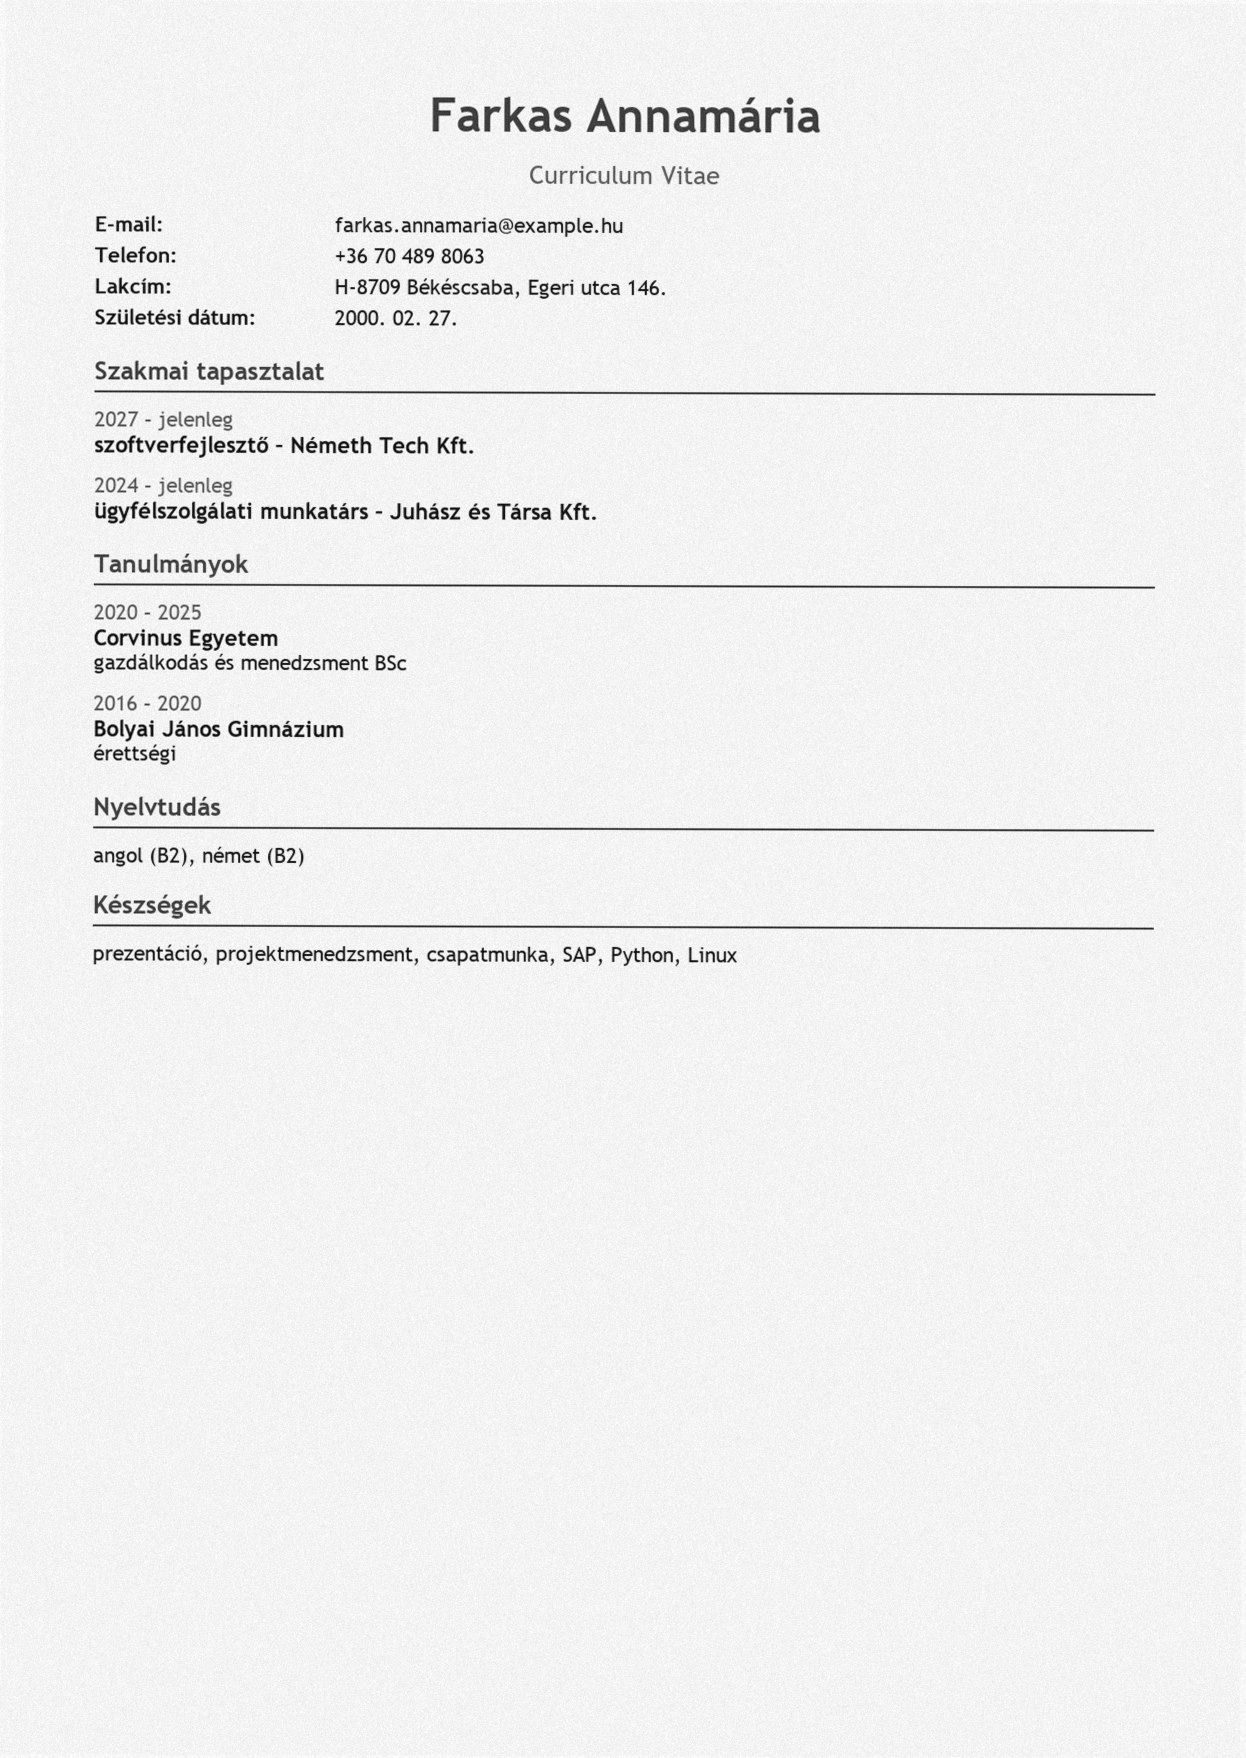 Farkas Annamária
Curriculum Vitae
E-mail: farkas.annamaria@example.hu
Telefon: +36 70 489 8063
Lakcím: H-8709 Békéscsaba, Egeri utca 146.
Születési dátum: 2000. 02. 27.
Szakmai tapasztalat
2027 - jelenleg
szoftverfejlesztő - Németh Tech Kft.
2024 - jelenleg
ügyfélszolgálati munkatárs - Juhász és Társa Kft.
Tanulmányok
2020 - 2025
Corvinus Egyetem
gazdálkodás és menedzsment BSc
2016 - 2020
Bolyai János Gimnázium
érettségi
Nyelvtudás
angol (B2), német (B2)
Készségek
prezentáció, projektmenedzsment, csapatmunka, SAP, Python, Linux